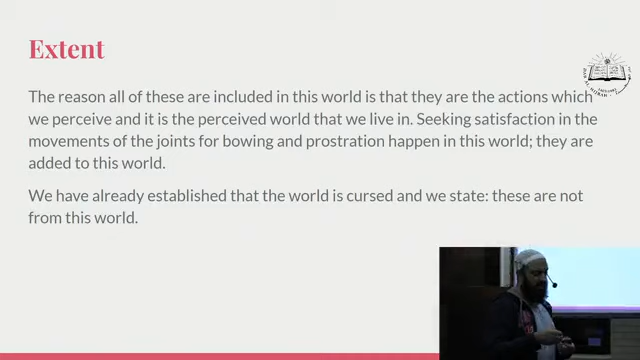 Extent
The reason all of these are included in this world is that they are the actions which
we perceive and it is the perceived world that we live in. Seeking satisfaction in the
movements of the joints for bowing and prostration happen in this world; they are
added to this world.
We have already established that the world is cursed and we state: these are not
from this world.